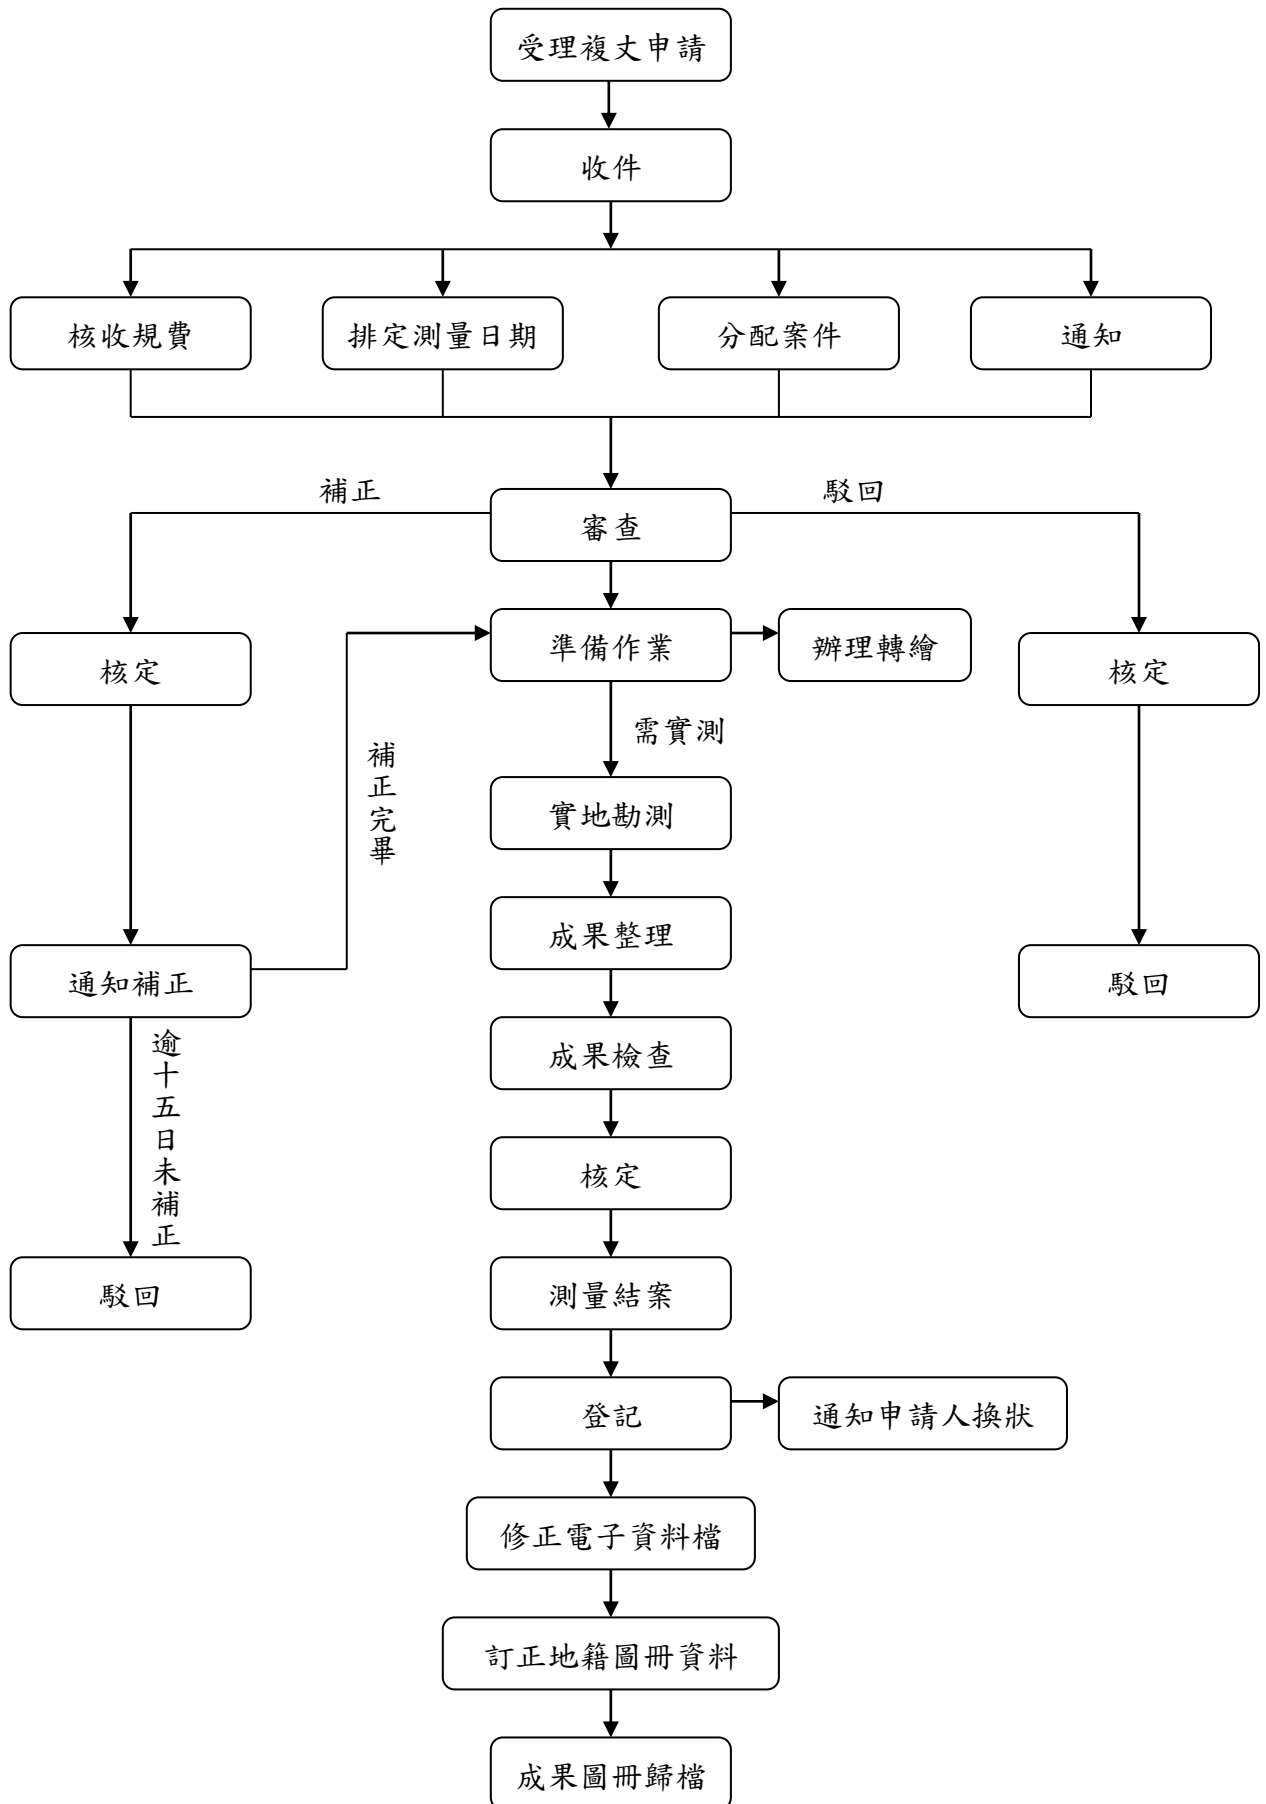 受理複丈申請
收件
核收規費
排定測量日期
分配案件
通知
補正
駁回
審查
準備作業
辦理轉繪
核定
核定
需實測
補正完畢
實地勘測
成果整理
通知補正
駁回
逾十五日未補正
成果檢查
核定
駁回
測量結案
登記
通知申請人換狀
修正電子資料檔
訂正地籍圖冊資料
成果圖冊歸檔